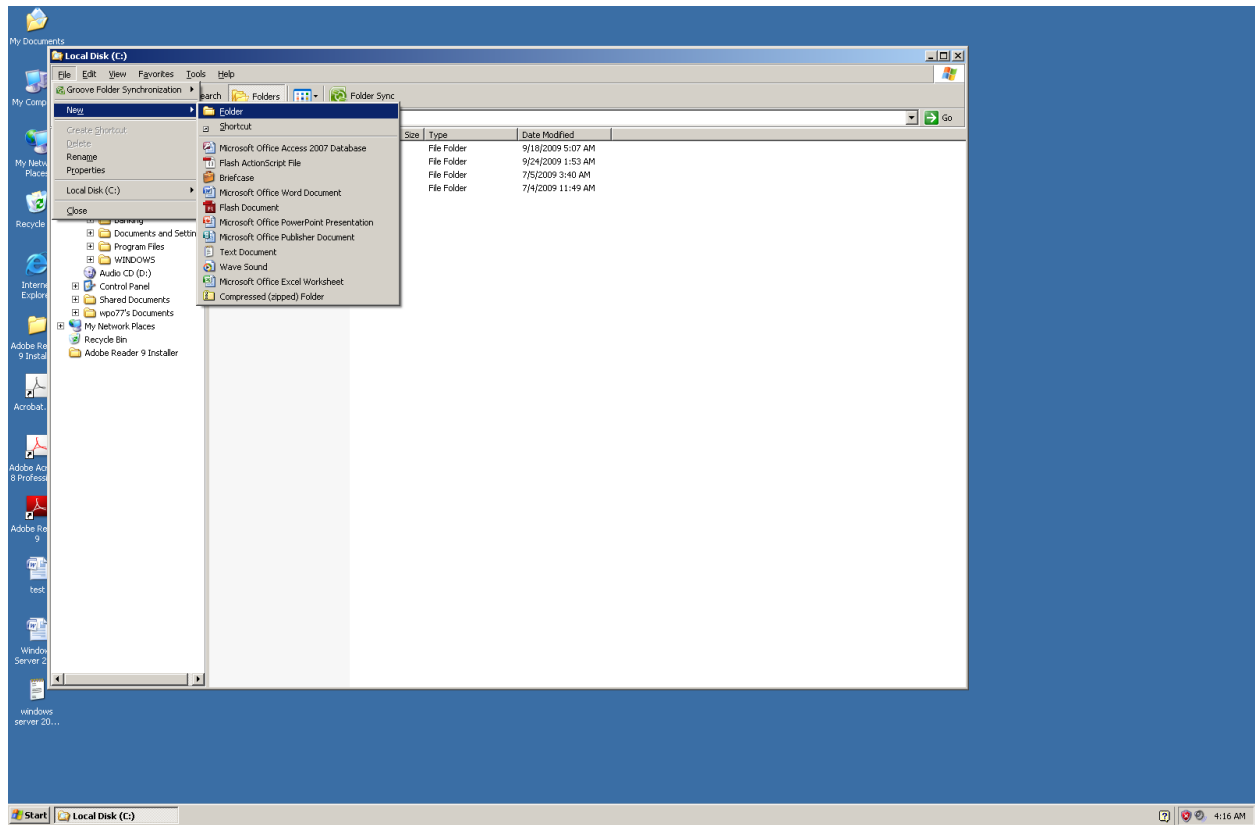 My Documents
Local Disk (C:)
File Edit View Favorites Tools Help
Groove Folder Synchronization
earch Folders Folder Sync
My Comp
New
Folder
Go
Create Shortcut
Shortcut
Size Type Date Modified
Delete
Microsoft Office Access 2007 Database
File Folder 9/18/2009 5:07 AM
Rename
Flash ActionScript File
File Folder 9/24/2009 1:53 AM
My Netw
Places
Properties
Briefcase
File Folder 7/5/2009 3:40 AM
Local Disk (C:)
Microsoft Office Word Document
File Folder 7/4/2009 11:49 AM
Close
Flash Document
Recycle
Banking
Microsoft Office PowerPoint Presentation
Documents and Settin
Microsoft Office Publisher Document
Program Files
Text Document
WINDOWS
Wave Sound
Audio CD (D:)
Microsoft Office Excel Worksheet
Interne
Explore
Control Panel
Compressed (zipped) Folder
Shared Documents
wpo77's Documents
My Network Places
Recycle Bin
Adobe Re
9 Instal
Adobe Reader 9 Installer
Acrobat.
Adobe Acr
8 Professi
Adobe Re
9
test
Window
Server 2
windows
server 20...
Start Local Disk (C:) 4:16 AM